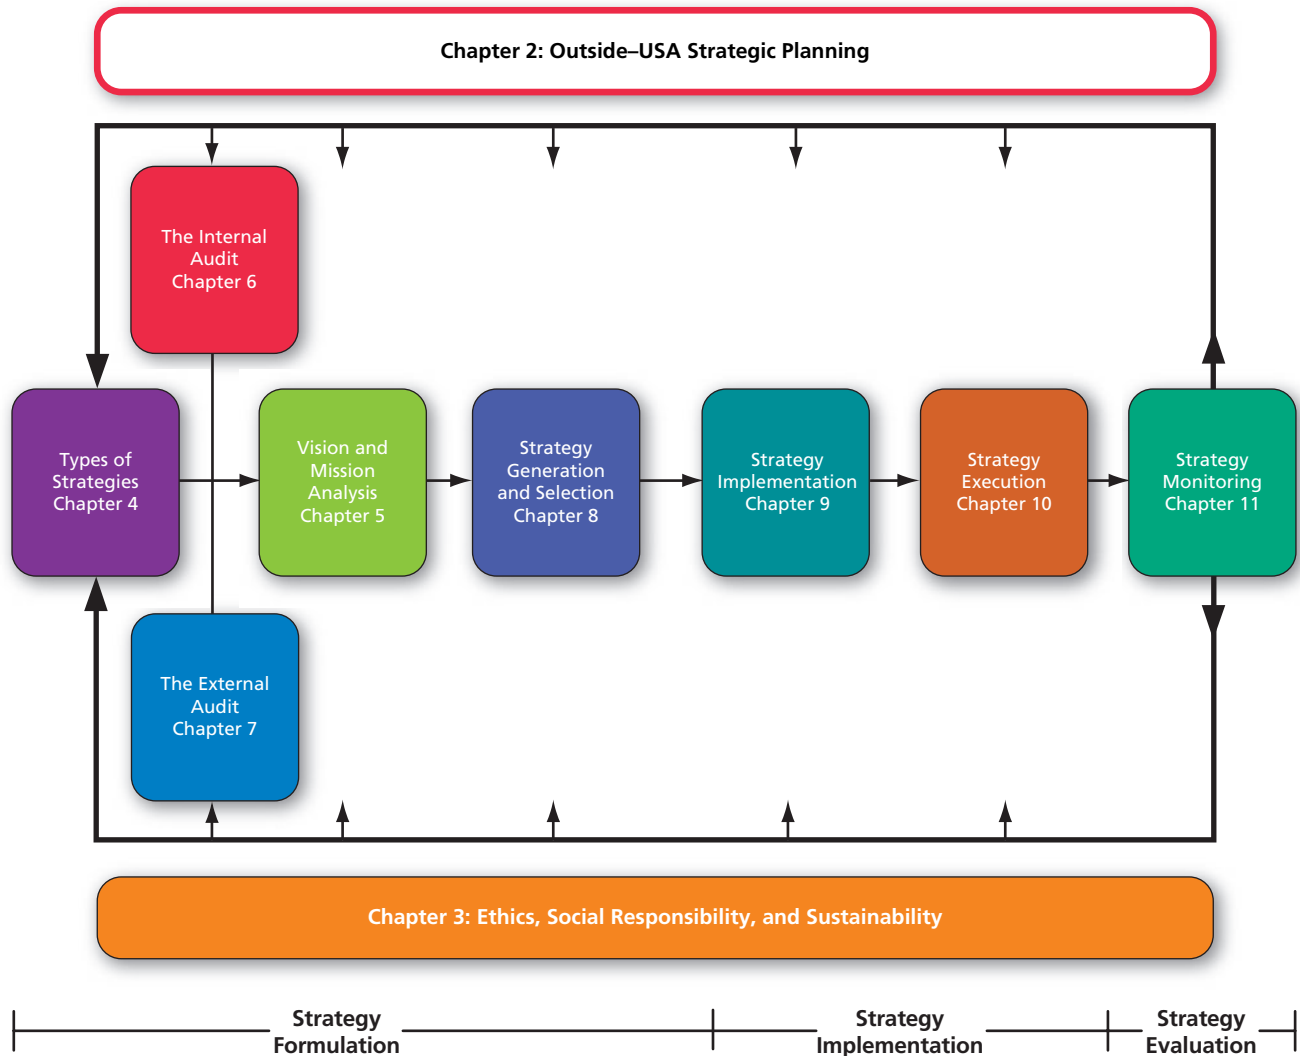 Chapter 2: Outside–USA Strategic Planning
The Internal
Audit
Chapter 6
Types of
Strategies
Chapter 4
Vision and
Mission
Analysis
Chapter 5
Strategy
Generation
and Selection
Chapter 8
Strategy
Implementation
Chapter 9
Strategy
Execution
Chapter 10
Strategy
Monitoring
Chapter 11
The External
Audit
Chapter 7
Chapter 3: Ethics, Social Responsibility, and Sustainability
Strategy
Formulation
Strategy
Implementation
Strategy
Evaluation